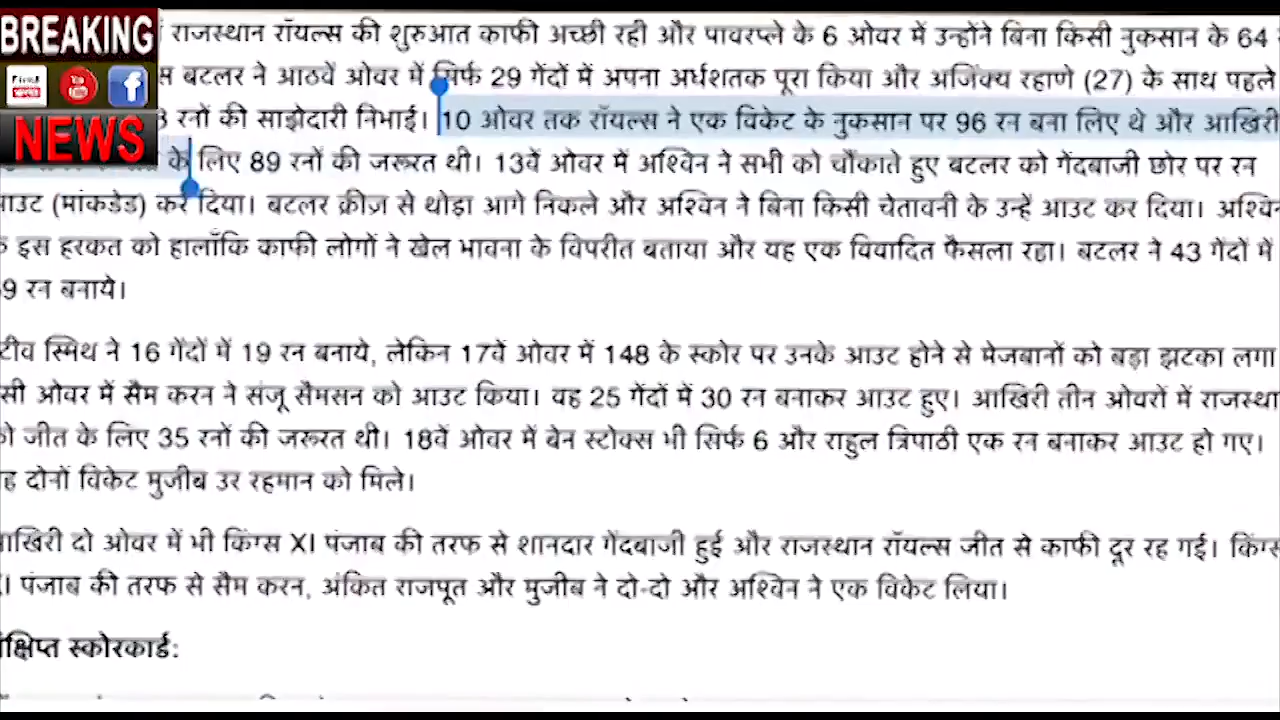 BREAKING
NEWS
राजस्थान रॉयल्स की शुरुआत काफी अच्छी रही और पावरप्ले के 6 ओवर में उन्होंने बिना किसी नुकसान के 64
बटलर ने आठवें ओवर में सिर्फ 29 गेंदों में अपना अर्धशतक पूरा किया और अजिंक्य रहाणे (27) के साथ पहले
रनों की साझेदारी निभाई। 10 ओवर तक रॉयल्स ने एक विकेट के नुकसान पर 96 रन बना लिए थे और आखिरी
के लिए 89 रनों की जरूरत थी। 13वें ओवर में अश्विन ने सभी को चौंकाते हुए बटलर को गेंदबाजी छोर पर रन
आउट (मांकडेड) कर दिया। बटलर क्रीज़ से थोड़ा आगे निकले और अश्विन ने बिना किसी चेतावनी के उन्हें आउट कर दिया। अश्विन
इस हरकत को हालाँकि काफी लोगों ने खेल भावना के विपरीत बताया और यह एक विवादित फैसला रहा। बटलर ने 43 गेंदों में
9 रन बनाये।
टीव स्मिथ ने 16 गेंदों में 19 रन बनाये, लेकिन 17वें ओवर में 148 के स्कोर पर उनके आउट होने से मेजबानों को बड़ा झटका लगा
सी ओवर में सैम करन ने संजू सैमसन को आउट किया। वह 25 गेंदों में 30 रन बनाकर आउट हुए। आखिरी तीन ओवरों में राजस्था
को जीत के लिए 35 रनों की जरूरत थी। 18वें ओवर में बेन स्टोक्स भी सिर्फ 6 और राहुल त्रिपाठी एक रन बनाकर आउट हो गए।
ह दोनों विकेट मुजीब उर रहमान को मिले।
आखिरी दो ओवर में भी किंग्स XI पंजाब की तरफ से शानदार गेंदबाजी हुई और राजस्थान रॉयल्स जीत से काफी दूर रह गई। किंग्स
पंजाब की तरफ से सैम करन, अंकित राजपूत और मुजीब ने दो-दो और अश्विन ने एक विकेट लिया।
क्षिप्त स्कोरकार्ड: